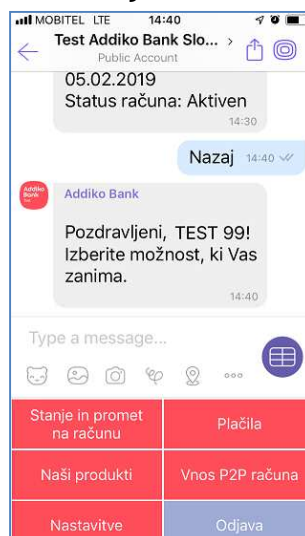 MOBITEL LTE 14:40
Test Addiko Bank Slo... >
Public Account
05.02.2019
Status računa: Aktiven
14:30
Nazaj 14:40
Addiko Bank
Addiko Bank
Pozdravljeni, TEST 99!
Izberite možnost, ki Vas
zanima.
14:40
Type a message...
Stanje in promet
na računu
Plačila
Naši produkti
Vnos P2P računa
Nastavitve
Odjava